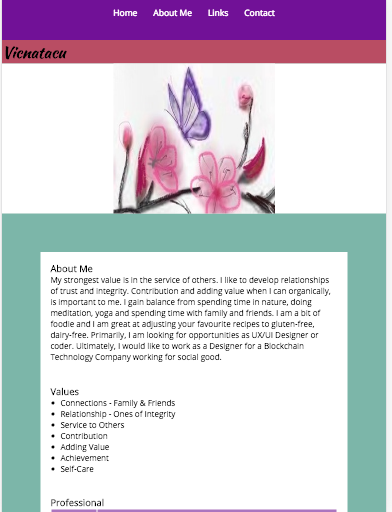 Home About Me Links Contact
Vicnatacu
About Me
My strongest value is in the service of others. I like to develop relationships
of trust and integrity. Contribution and adding value when I can organically,
is important to me. I gain balance from spending time in nature, doing
meditation, yoga and spending time with family and friends. I am a bit of
foodie and I am great at adjusting your favourite recipes to gluten-free,
dairy-free. Primarily, I am looking for opportunities as UX/UI Designer or
coder. Ultimately, I would like to work as a Designer for a Blockchain
Technology Company working for social good.
Values
• Connections - Family & Friends
• Relationship - Ones of Integrity
• Service to Others
• Contribution
• Adding Value
• Achievement
• Self-Care
Professional